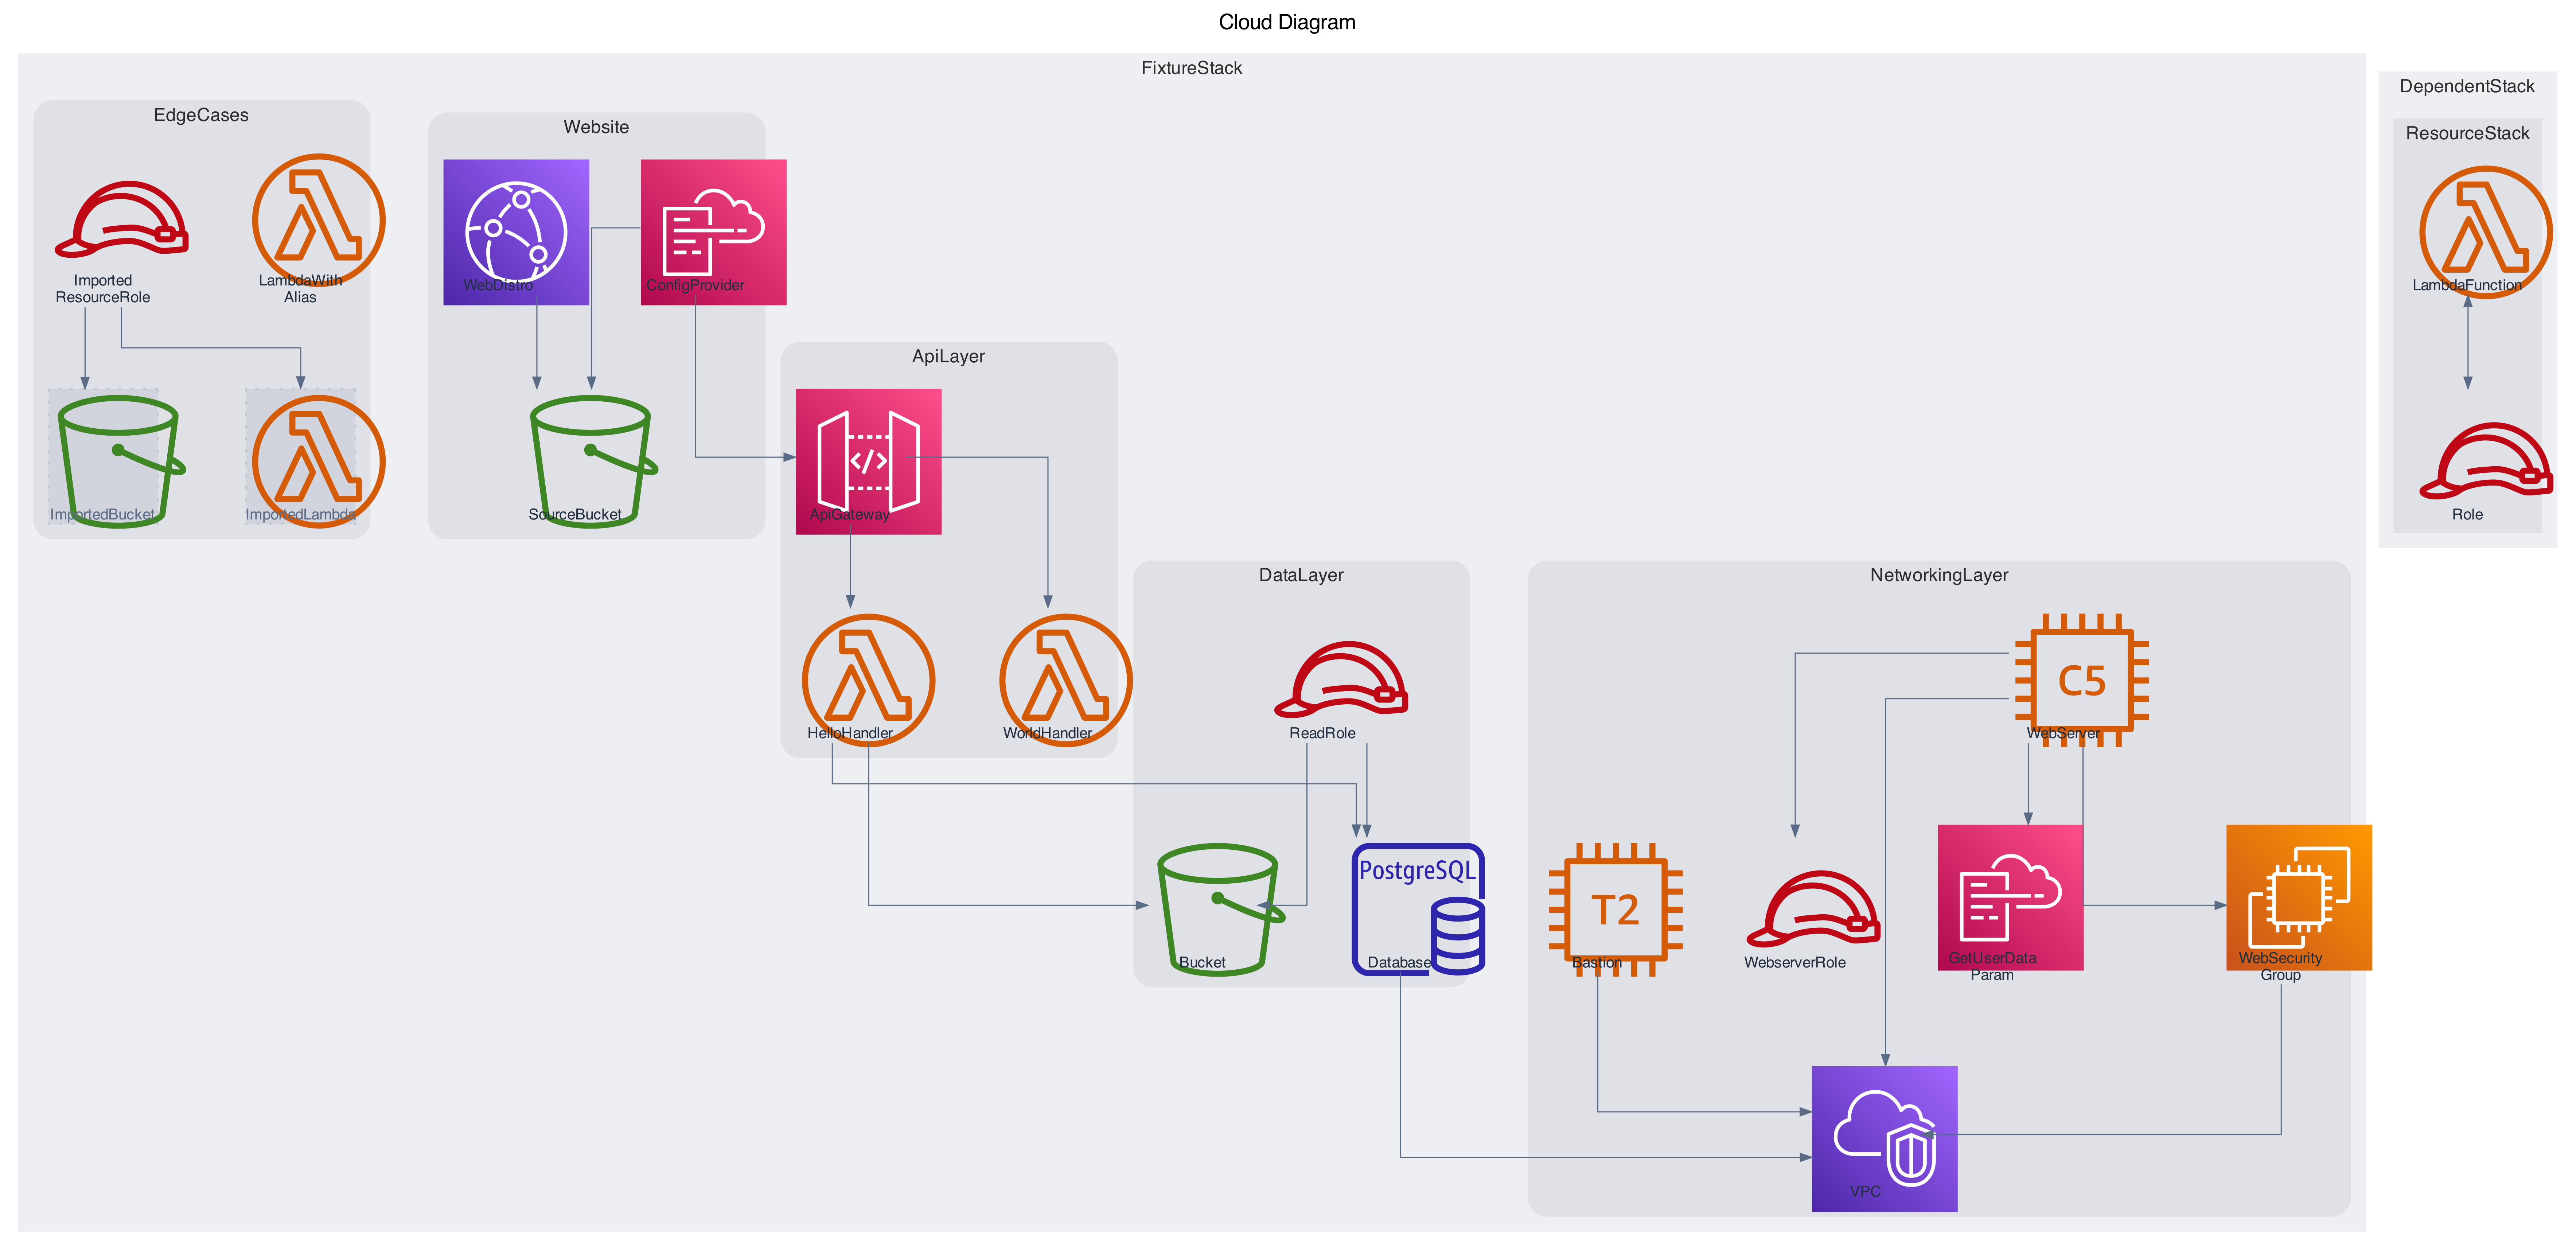 Cloud Diagram
FixtureStack
DependentStack
EdgeCases
Website
ResourceStack
Imported
ResourceRole
LambdaWith
Alias
WebDistro
ConfigProvider
LambdaFunction
ApiLayer
ImportedBucket
ImportedLambda
SourceBucket
</>
ApiGateway
Role
DataLayer
NetworkingLayer
C5
HelloHandler
WorldHandler
ReadRole
WebServer
PostgreSQL
T2
Bucket
Database
Bastion
WebserverRole
GetUserData
Param
WebSecurity
Group
VPC